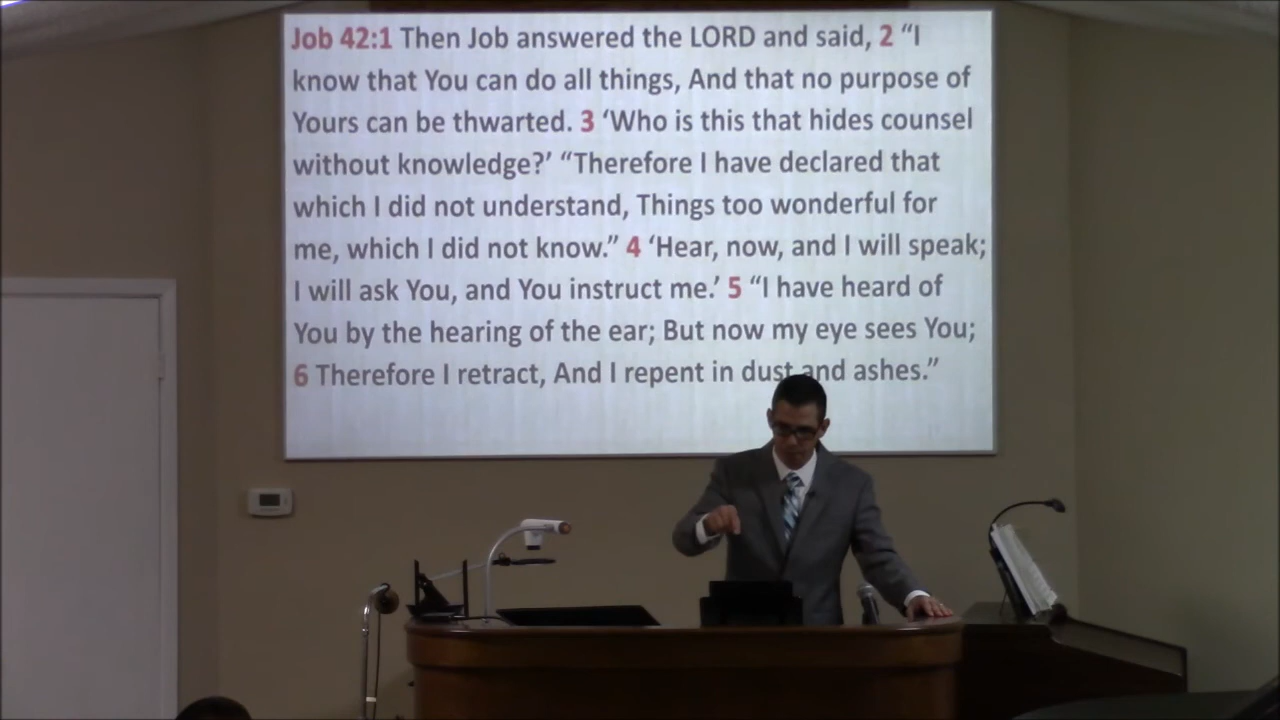 Job 42:1 Then Job answered the LORD and said, 2 “I
know that You can do all things, And that no purpose of
Yours can be thwarted. 3 ‘Who is this that hides counsel
without knowledge?’ “Therefore I have declared that
which I did not understand, Things too wonderful for
me, which I did not know.” 4 ‘Hear, now, and I will speak;
I will ask You, and You instruct me.’ 5 “I have heard of
You by the hearing of the ear; But now my eye sees You;
6 Therefore I retract, And I repent in dust and ashes.”